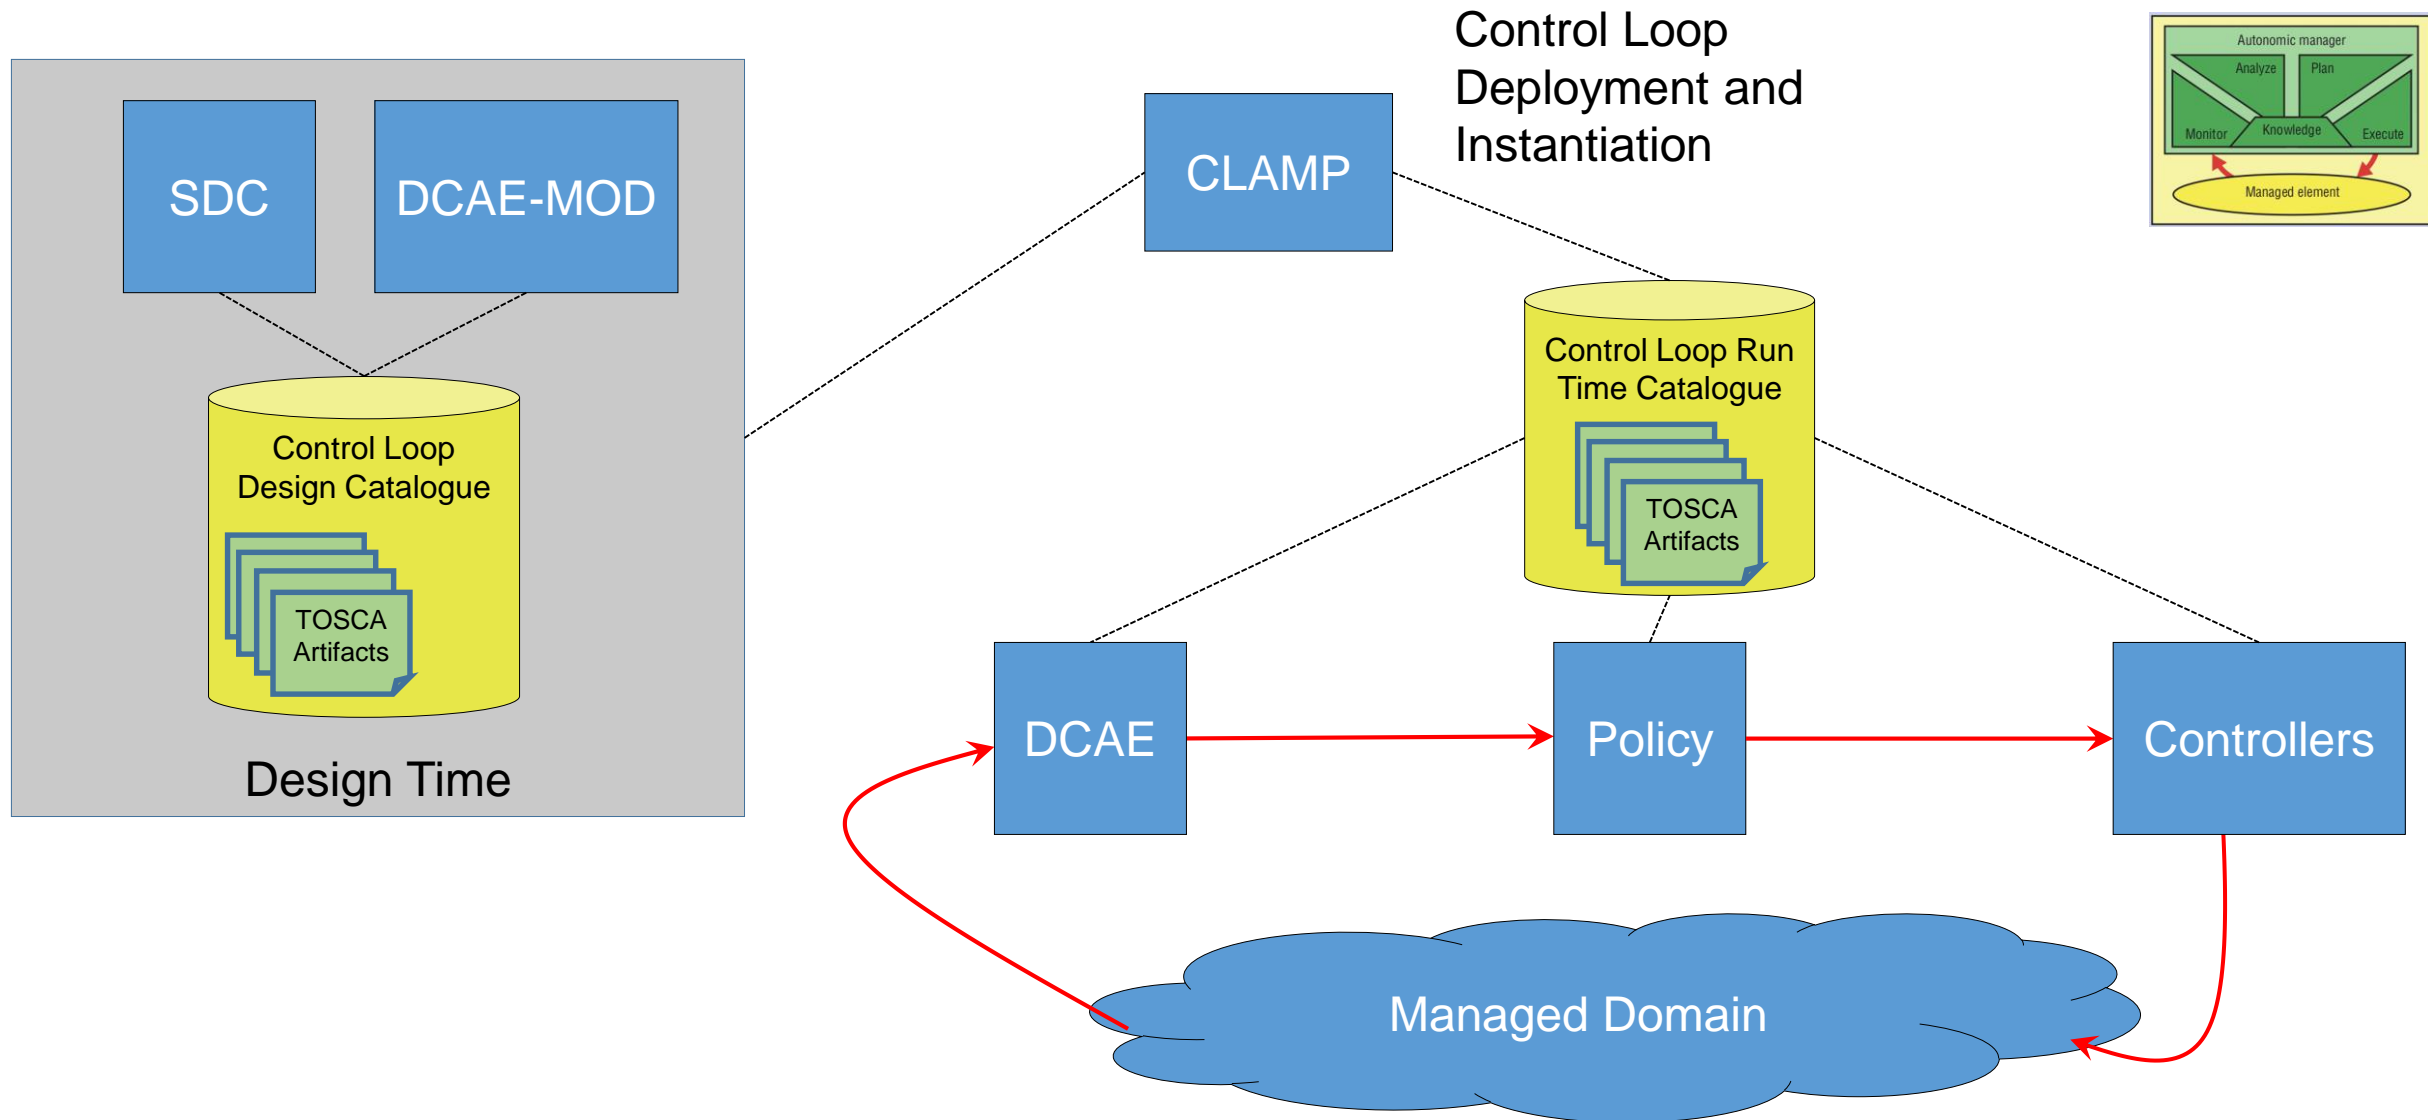 Control Loop
Deployment and
Instantiation
Autonomic manager
Analyze
Plan
Monitor
Knowledge
Execute
Managed element
SDC
DCAE-MOD
CLAMP
Control Loop
Design Catalogue
TOSCA
Artifacts
Design Time
Control Loop Run
Time Catalogue
TOSCA
Artifacts
DCAE
Policy
Controllers
Managed Domain